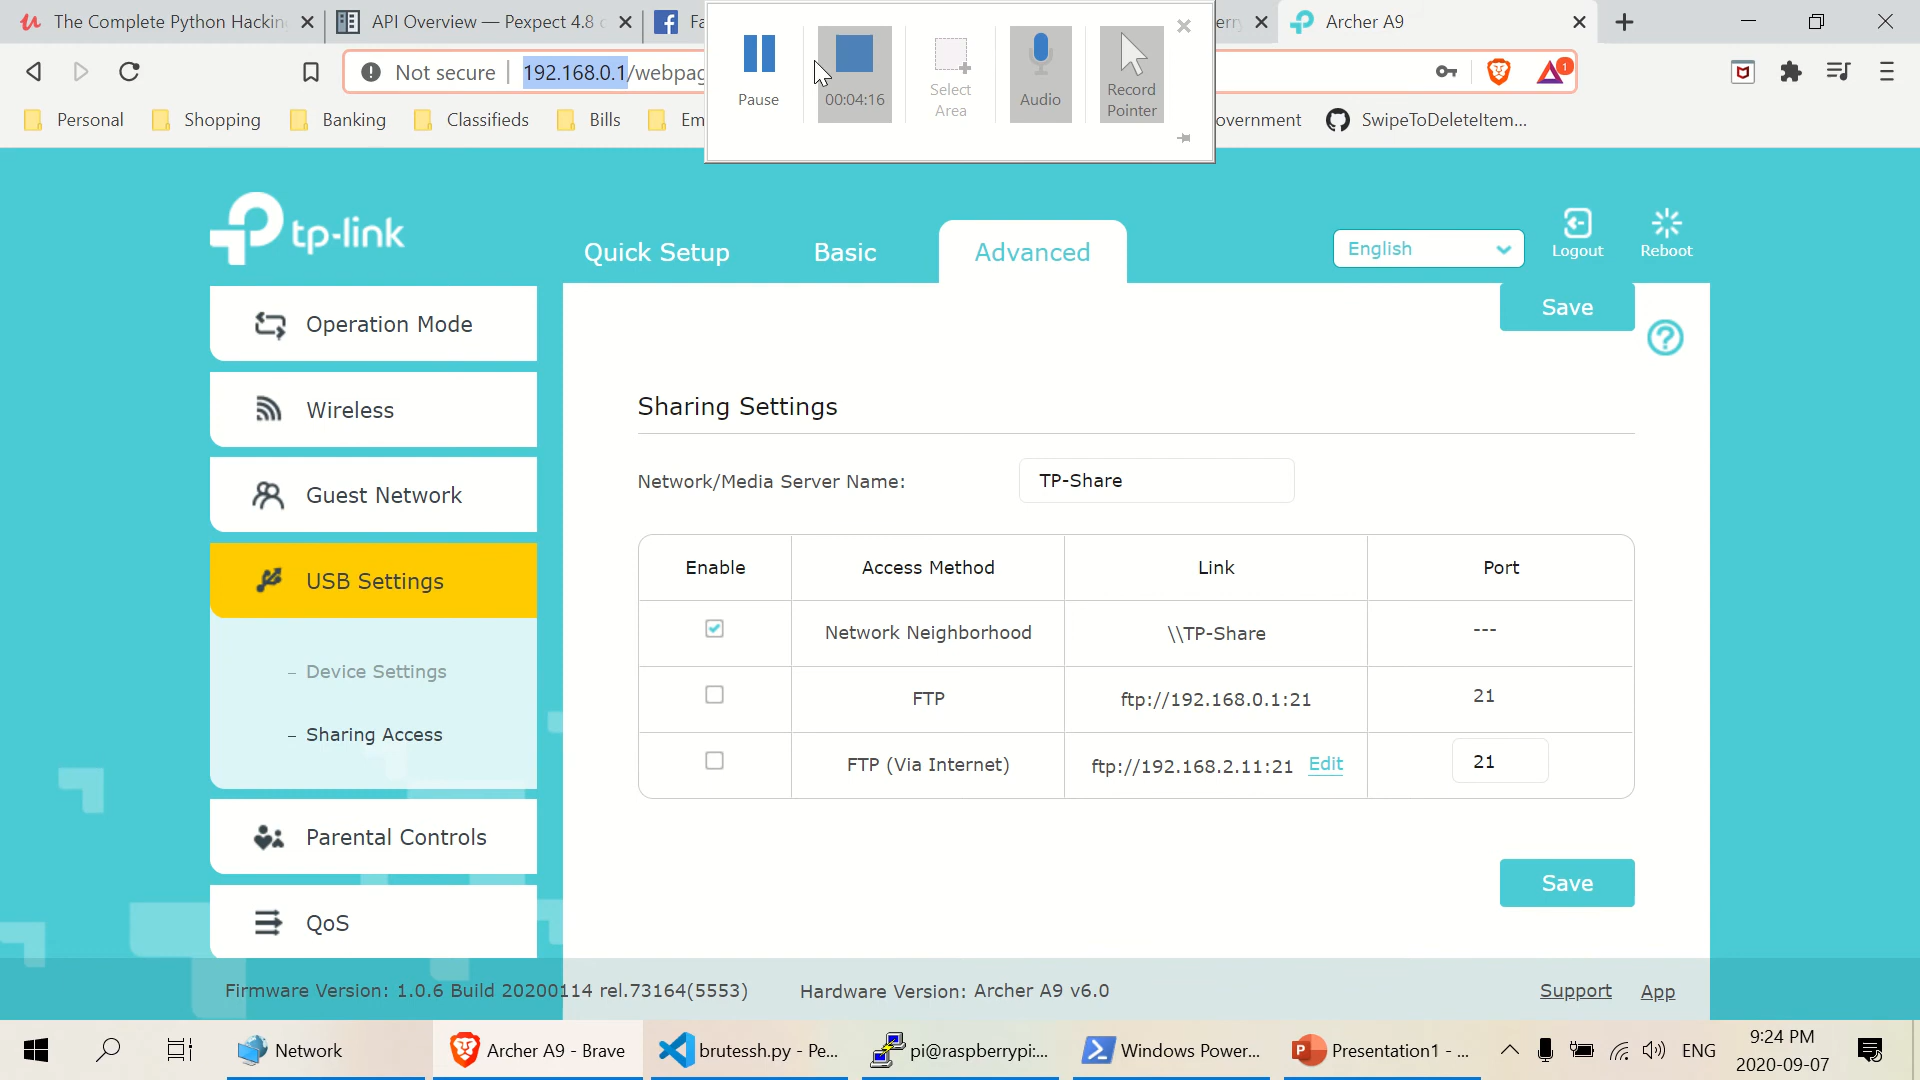 The Complete Python Hackin
API Overview — Pexpect 4.8
Archer A9
Not secure
192.168.0.1/webpag
Pause
00:04:16
Select Area
Audio
Record Pointer
1
Personal
Shopping
Banking
Classifieds
Bills
Em
overnment
SwipeToDeleteItem...
tp-link
Quick Setup
Basic
Advanced
English
Logout
Reboot
Operation Mode
Wireless
Guest Network
USB Settings
– Device Settings
– Sharing Access
Parental Controls
QoS
Save
?
Sharing Settings
Network/Media Server Name:
TP-Share
Enable Access Method Link Port
Network Neighborhood \\TP-Share ---
FTP ftp://192.168.0.1:21 21
FTP (Via Internet) ftp://192.168.2.11:21 Edit 21
Save
Firmware Version: 1.0.6 Build 20200114 rel.73164(5553)
Hardware Version: Archer A9 v6.0
Support
App
Network
Archer A9 - Brave
brutessh.py - Pe...
pi@raspberrypi:...
Windows Power...
Presentation1 - ...
ENG
9:24 PM
2020-09-07